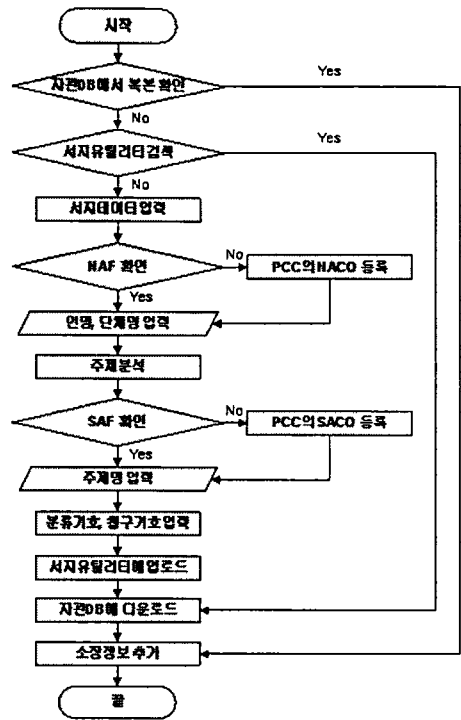 시작
자관DB에서 복본 확인
Yes
No
서지유틸리티검색
Yes
No
서지데이터입력
NAF 확인
No
PCC의NACO 등록
Yes
인명, 단체명 입력
주제분석
SAF 확인
No
PCC의SACO 등록
Yes
주제명 입력
분류기호, 청구기호입력
서지유틸리티에업로드
자관DB에 다운로드
소장정보 추가
끝